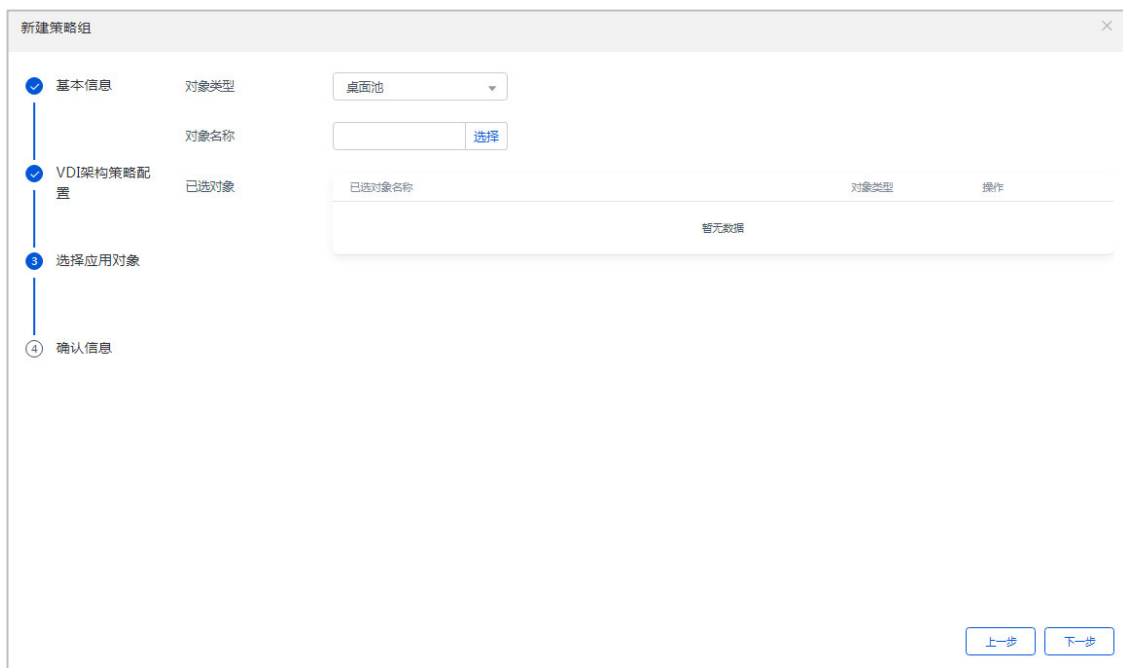 新建策略组
基本信息
对象类型
桌面池
对象名称
选择
VDI架构策略配
置
已选对象
已选对象名称 对象类型 操作
暂无数据
3 选择应用对象
4 确认信息
上一步 下一步